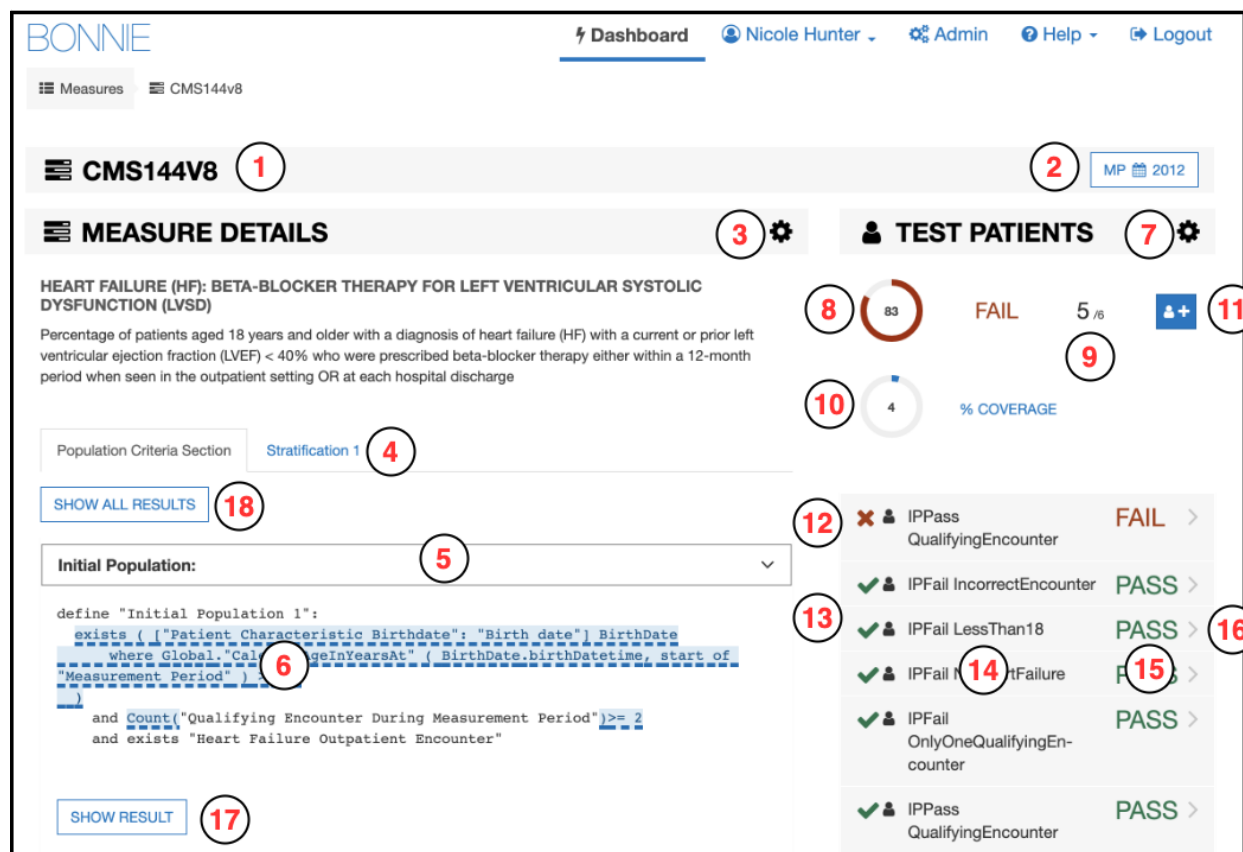 BONNIE
Dashboard Nicole Hunter Admin Help Logout
Measures CMS144v8
CMS144V8 1 2 MP 2012
MEASURE DETAILS 3
TEST PATIENTS 7
HEART FAILURE (HF): BETA-BLOCKER THERAPY FOR LEFT VENTRICULAR SYSTOLIC
DYSFUNCTION (LVSD)
Percentage of patients aged 18 years and older with a diagnosis of heart failure (HF) with a current or prior left
ventricular ejection fraction (LVEF) < 40% who were prescribed beta-blocker therapy either within a 12-month
period when seen in the outpatient setting OR at each hospital discharge
Population Criteria Section Stratification 1 4
SHOW ALL RESULTS 18
Initial Population: 5
define "Initial Population 1":
exists ( ["Patient Characteristic Birthdate": "Birth date"] BirthDate
where Global."Cale geInYearsAt" ( BirthDate.birthDatetime, start of
"Measurement Period" ) 6
)
and Count("Qualifying Encounter During Measurement Period")>= 2
and exists "Heart Failure Outpatient Encounter"
SHOW RESULT 17
8 83 FAIL 5 /6 11
9
10 4 % COVERAGE
12 IPPass FAIL
QualifyingEncounter
IPFail IncorrectEncounter PASS
13 IPFail LessThan18 PASS 16
IPFail 14 tFailure 15
IPFail PASS
OnlyOneQualifyingEn-
counter
IPPass PASS
QualifyingEncounter